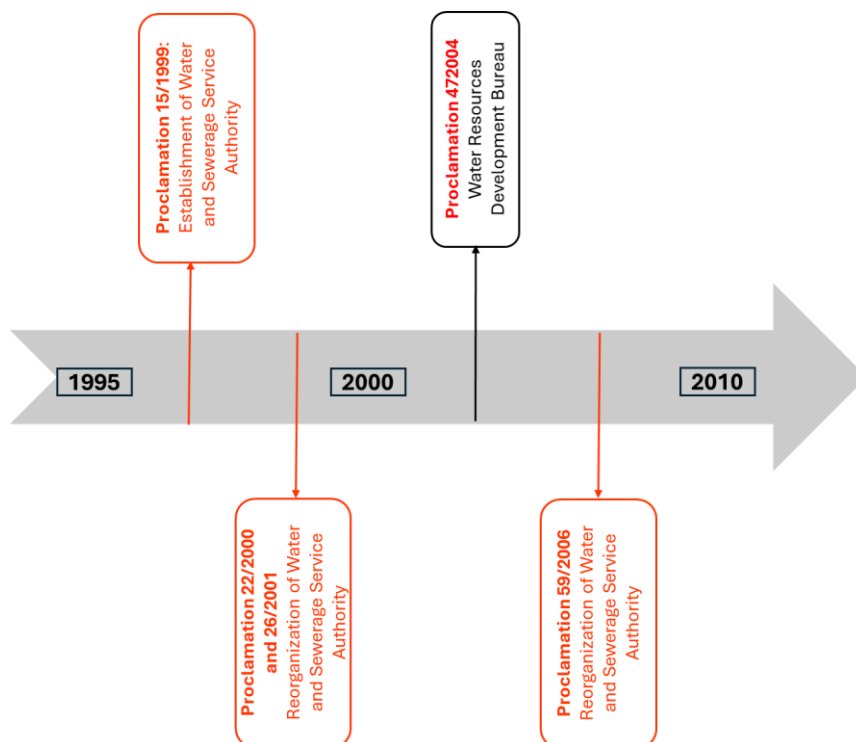 Proclamation 15/1999:
Establishment of Water
and Sewerage Service
Authority
Proclamation 472004
Water Resources
Development Bureau
1995
2000
2010
Proclamation 22/2000
and 26/2001
Reorganization of Water
and Sewerage Service
Authority
Proclamation 59/2006
Reorganization of Water
and Sewerage Service
Authority